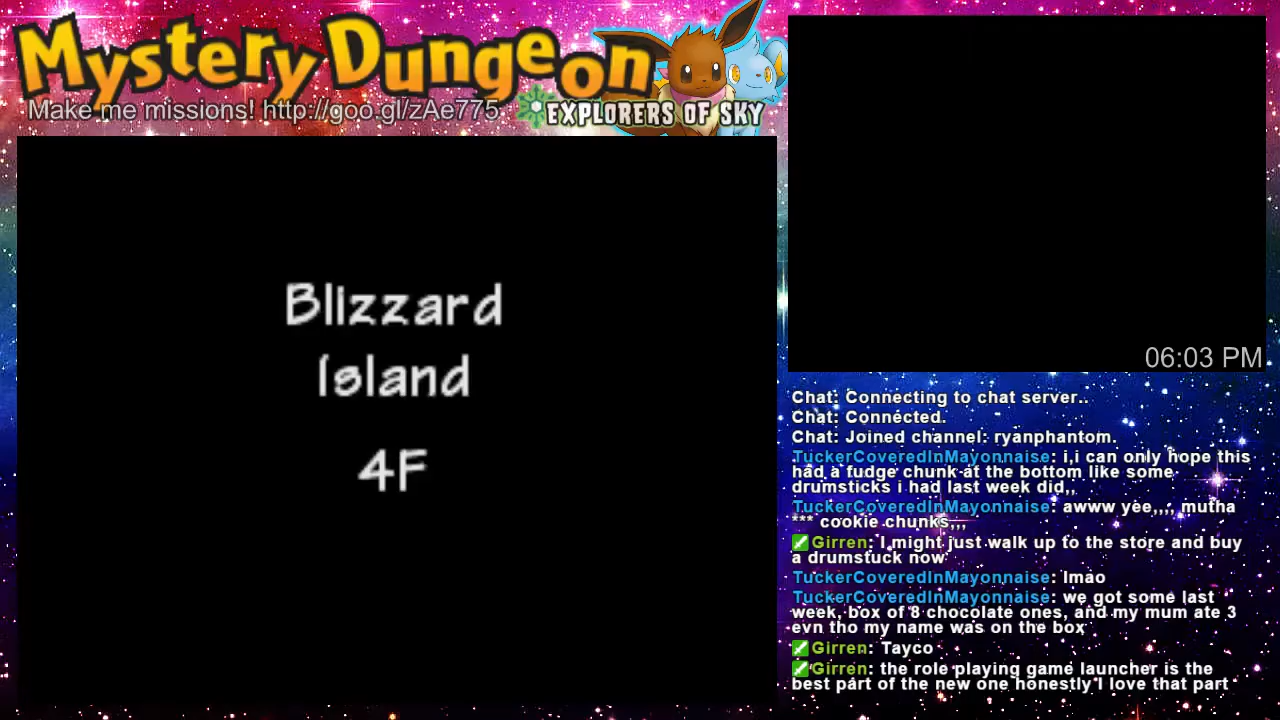 Mystery Dungeon
Make me missions! http://goo.gl/zAe775
EXPLORERS OF SKY
Blizzard
Island
4F
06:03 PM
Chat: Connecting to chat server..
Chat: Connected.
Chat: Joined channel: ryanphantom.
TuckerCoveredInMayonnaise: i,i can only hope this
had a fudge chunk at the bottom like some
drumsticks i had last week did,,
TuckerCoveredInMayonnaise: awww yee,,,, mutha
*** cookie chunks,,,
Girren: I might just walk up to the store and buy
a drumstuck now
TuckerCoveredInMayonnaise: lmao
TuckerCoveredInMayonnaise: we got some last
week, box of 8 chocolate ones, and my mum ate 3
evn tho my name was on the box
Girren: Tayco
Girren: the role playing game launcher is the
best part of the new one honestly I love that part